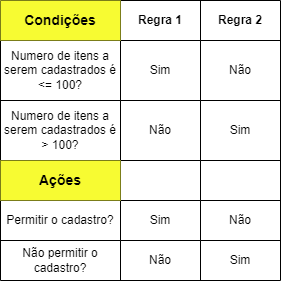 Condições Regra 1 Regra 2
Numero de itens a
serem cadastrados é
<= 100? Sim Não
Numero de itens a
serem cadastrados é
> 100? Não Sim
Ações
Permitir o cadastro? Sim Não
Não permitir o
cadastro? Não Sim